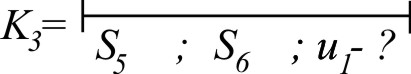 K₃=
S₅ ; S₆ ; u₁- ?